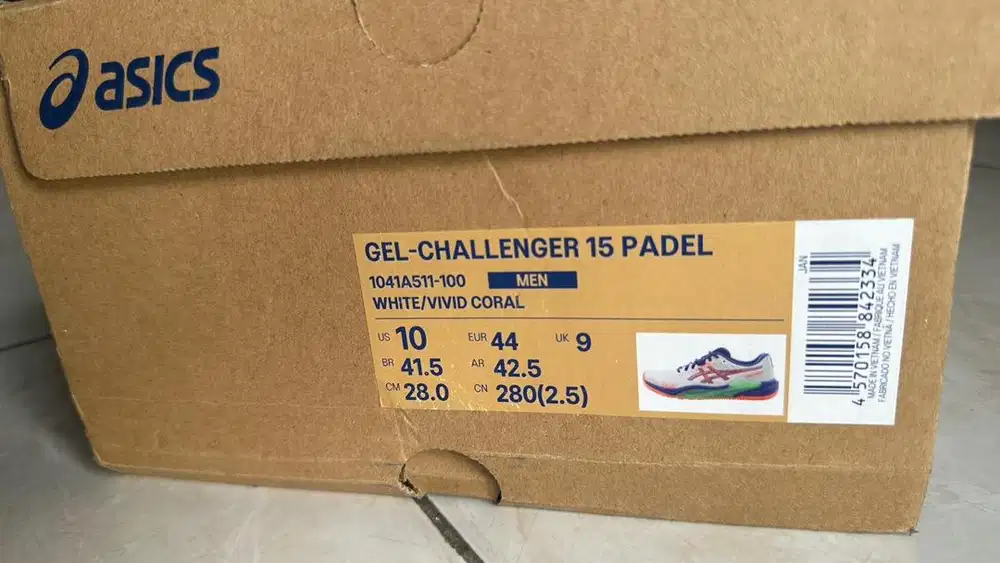 asics
GEL-CHALLENGER 15 PADEL
1041A511-100 MEN
WHITE/VIVID CORAL
US 10 EUR 44 UK 9
BR 41.5 AR 42.5
CM 28.0 CN 280(2.5)
JAN
4 570158 842334
MADE IN VIETNAM / FABRIQUÉ AU VIETNAM
FABRICADO NO VIETNÃ / HECHO EN VIETNAM